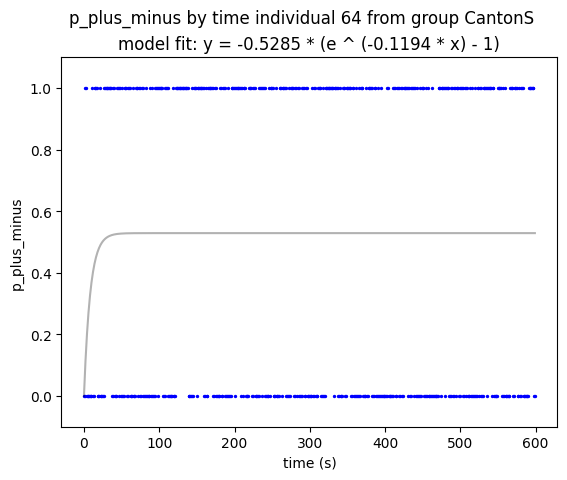 p_plus_minus by time individual 64 from group CantonS
model fit: y = -0.5285 * (e ^ (-0.1194 * x) - 1)
1.0
0.8
0.6
0.4
0.2
0.0
p_plus_minus
0 100 200 300 400 500 600
time (s)